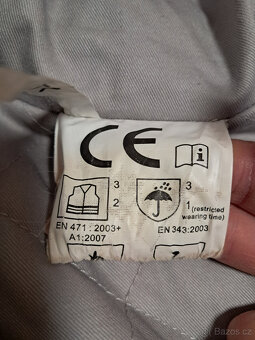 CE
i
3
2
3
1 (restricted
wearing time)
EN 471 : 2003+
A1:2007
EN 343:2003
Bazos.cz